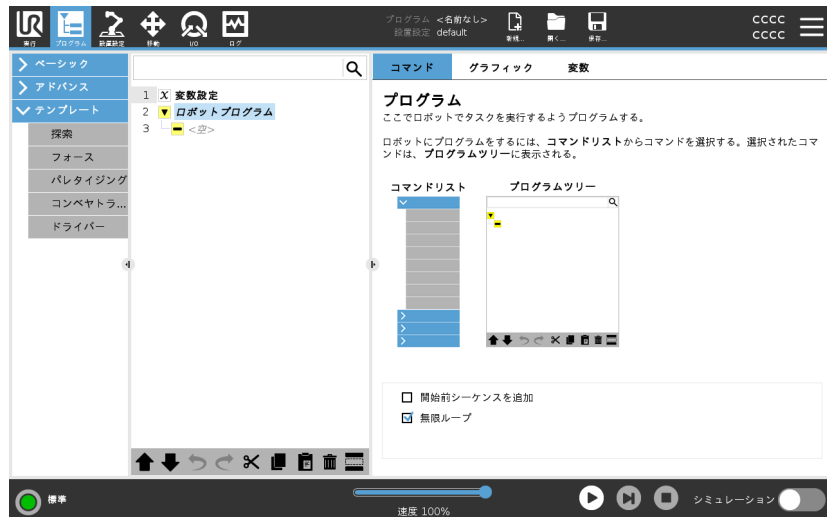 実行
プログラム
設置設定
移動
I/O
ログ
プログラム <名前なし>
設置設定 default
新規...
開く...
保存...
CCCC
CCCC
ベーシック
アドバンス
テンプレート
探索
フォース
パレタイジング
コンベヤトラ...
ドライバー
1 X 変数設定
2 ロボットプログラム
3 <空>
コマンド グラフィック 変数
プログラム
ここでロボットでタスクを実行するようプログラムする。
ロボットにプログラムをするには、コマンドリストからコマンドを選択する。選択されたコマ
ンドは、プログラムツリーに表示される。
コマンドリスト プログラムツリー
開始前シーケンスを追加
無限ループ
標準
速度 100%
シミュレーション